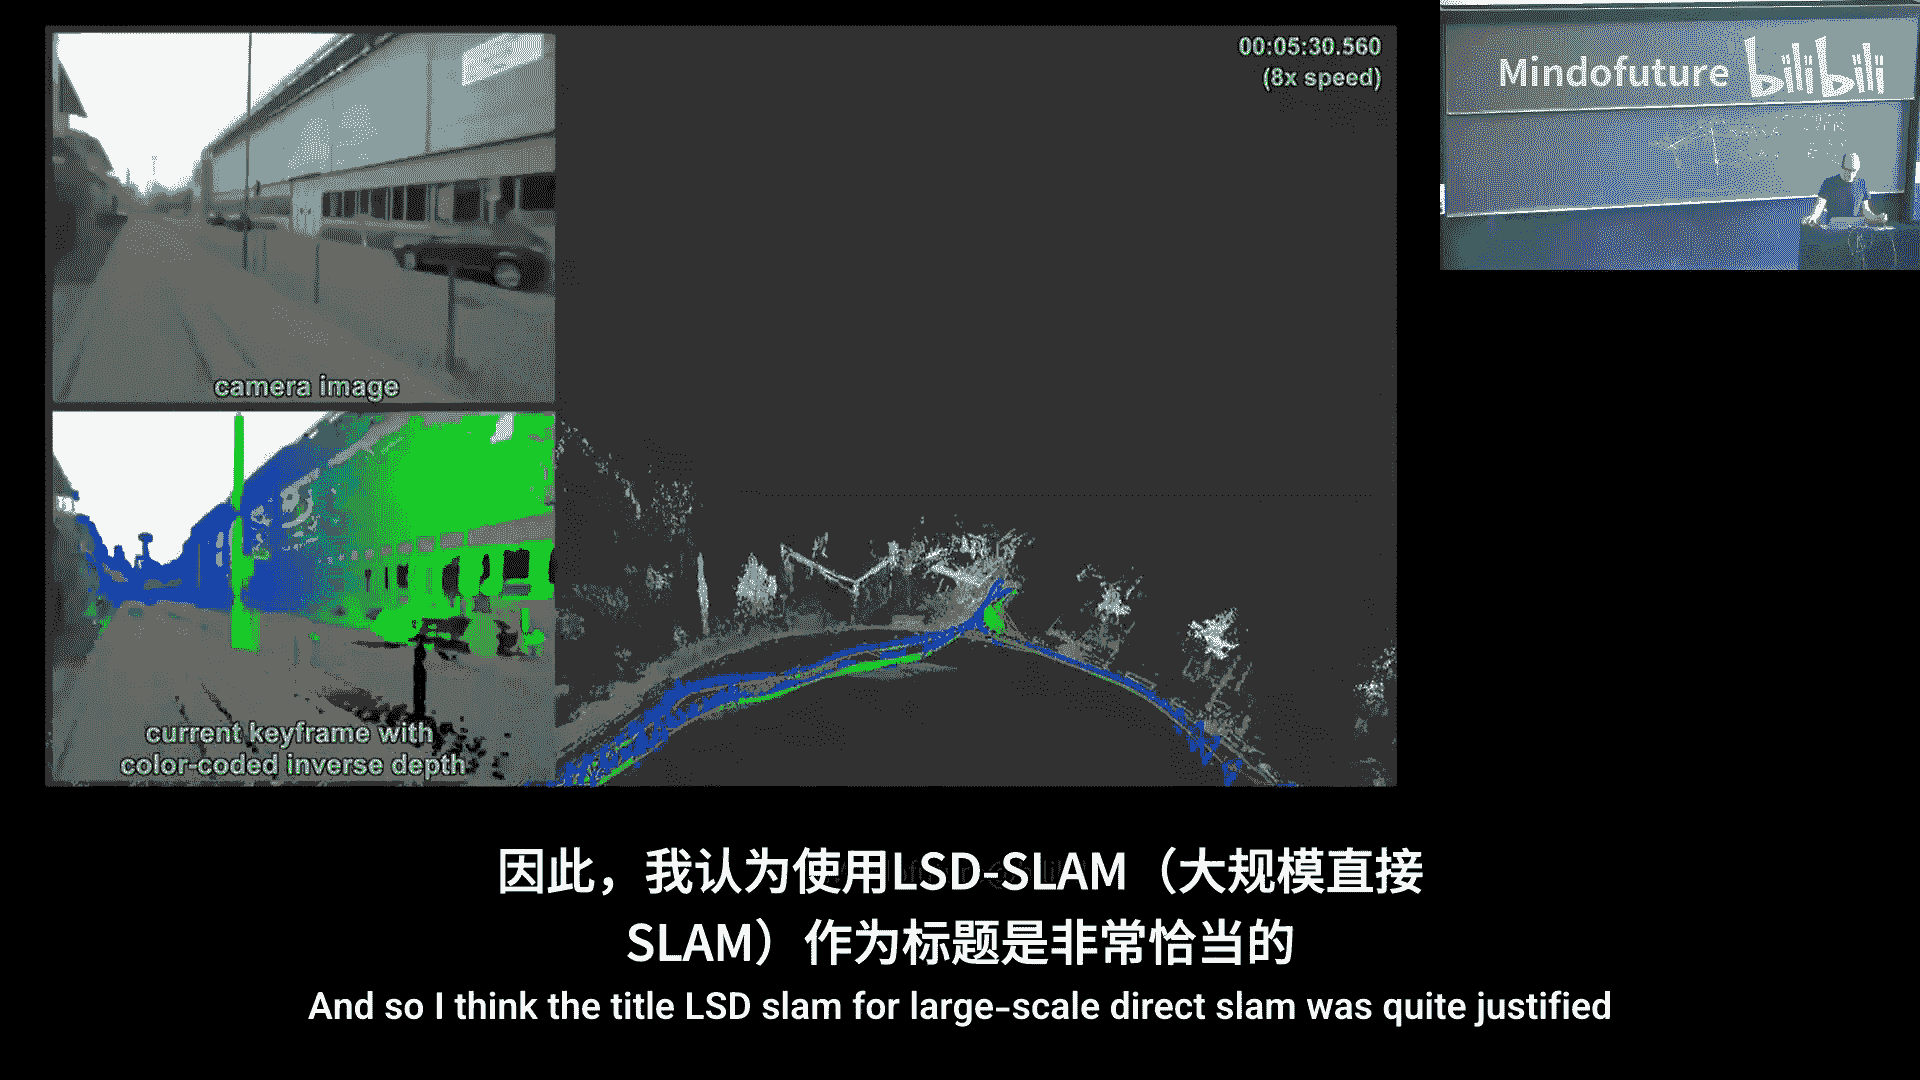 00:05:30.560
(8x speed)
Mindofuture bilibili
camera image
current keyframe with
color-coded inverse depth
因此，我认为使用LSD-SLAM（大规模直接
SLAM）作为标题是非常恰当的
And so I think the title LSD slam for large-scale direct slam was quite justified